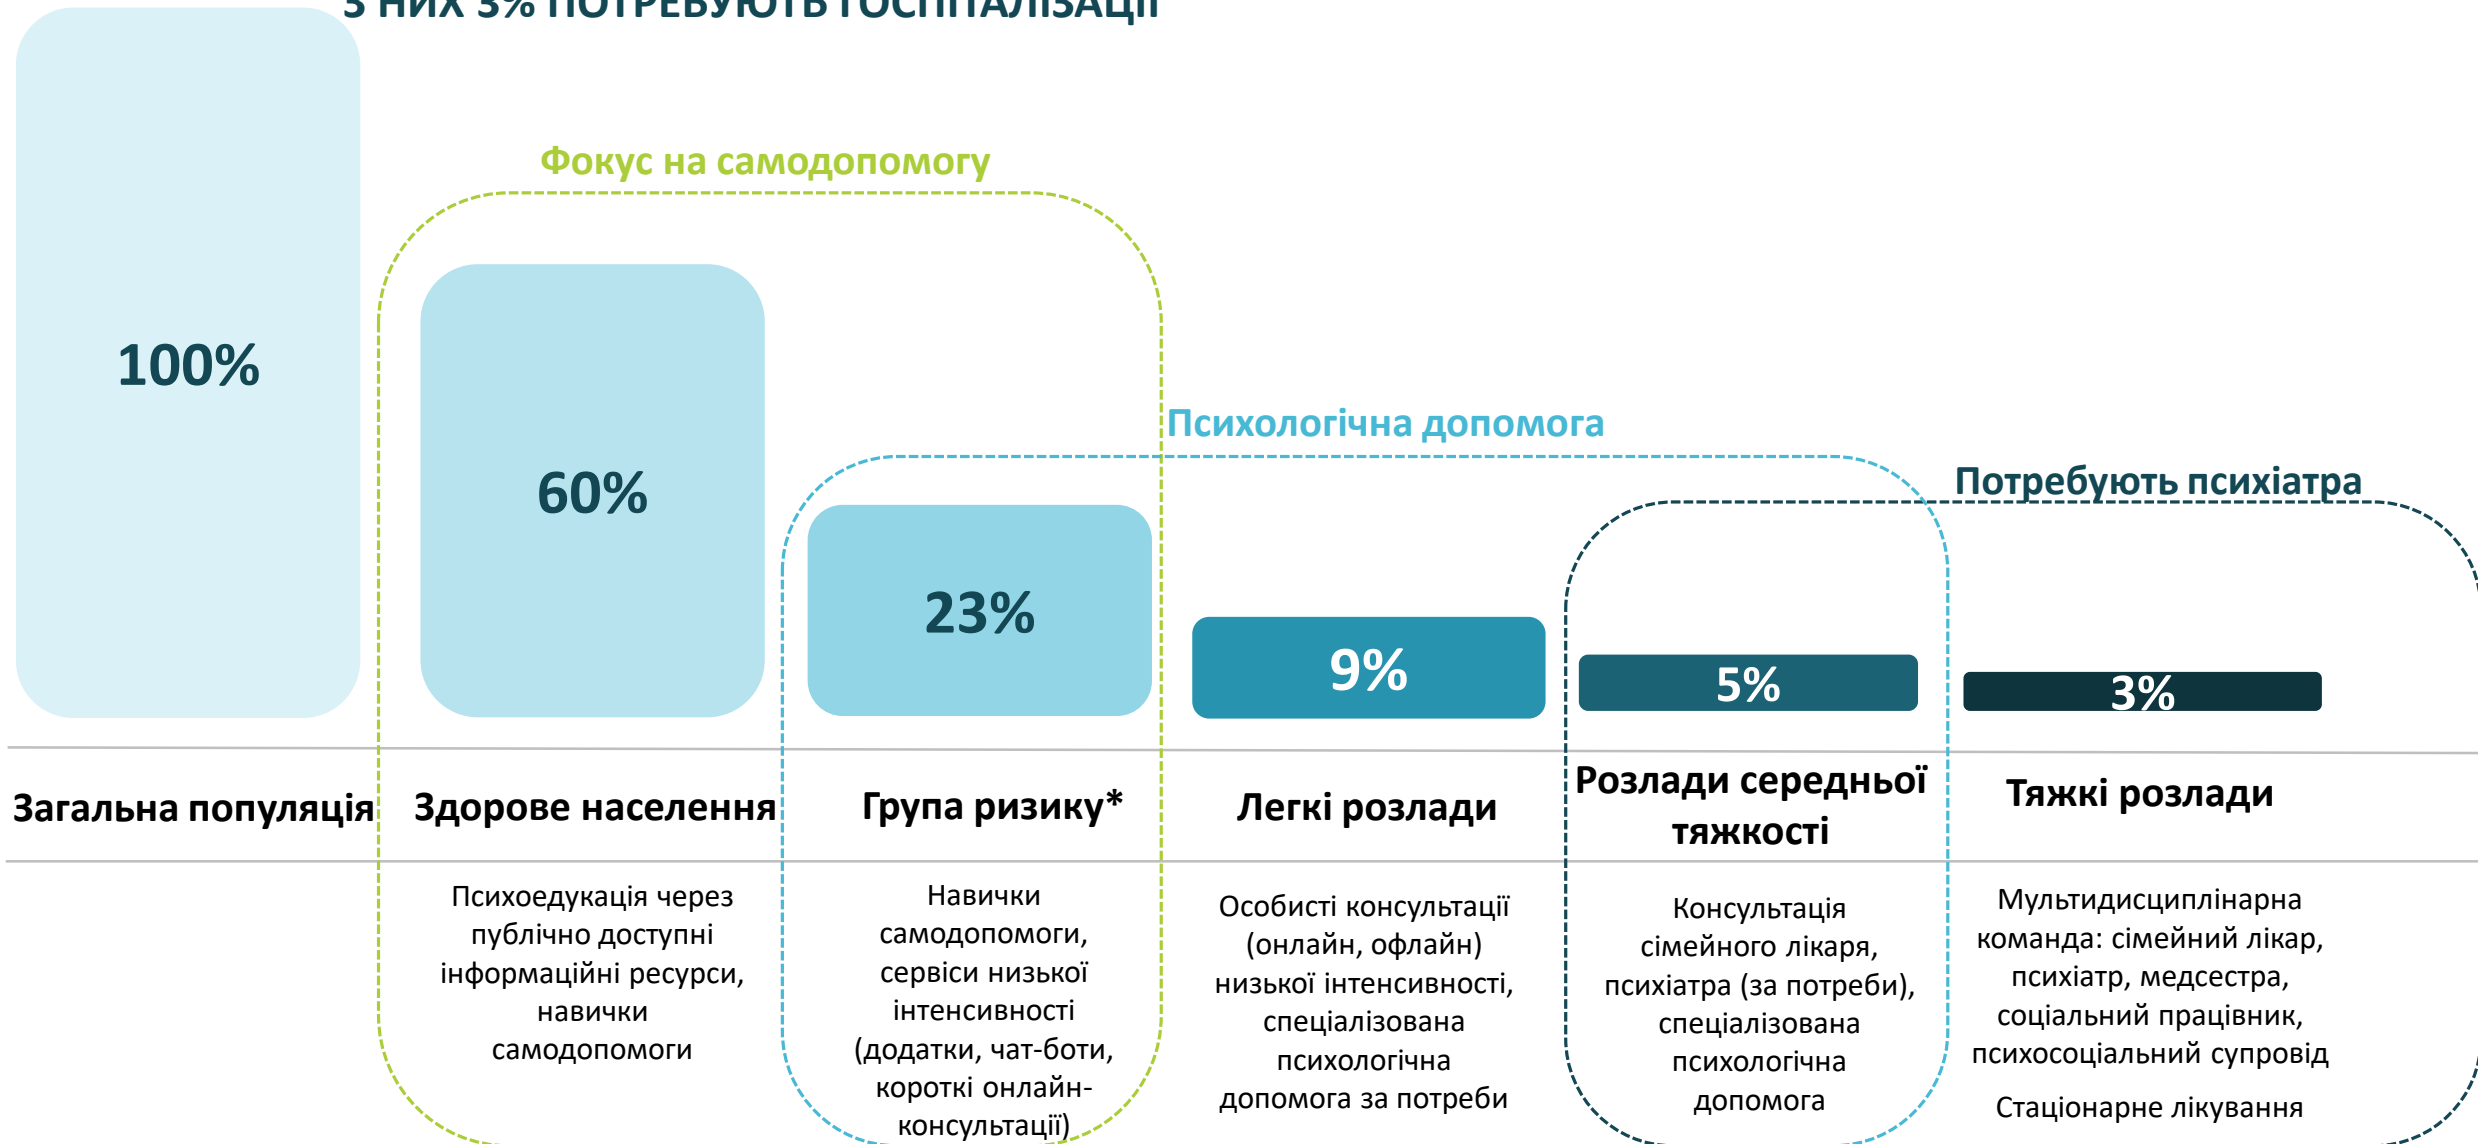 З НИХ 3% ПОТРЕБУЮТЬ ГОСПІТАЛІЗАЦІЇ
Фокус на самодопомогу
Психологічна допомога
Потребують психіатра
100%
60%
23%
9%
5%
3%
Загальна популяція
Здорове населення
Група ризику*
Легкі розлади
Розлади середньої
тяжкості
Тяжкі розлади
Психоедукація через
публічно доступні
інформаційні ресурси,
навички
самодопомоги
Навички
самодопомоги,
сервіси низької
інтенсивності
(додатки, чат-боти,
короткі онлайн-
консультації)
Особисті консультації
(онлайн, офлайн)
низької інтенсивності,
спеціалізована
психологічна
допомога за потреби
Консультація
сімейного лікаря,
психіатра (за потреби),
спеціалізована
психологічна
допомога
Мультидисциплінарна
команда: сімейний лікар,
психіатр, медсестра,
соціальний працівник,
психосоціальний супровід
Стаціонарне лікування